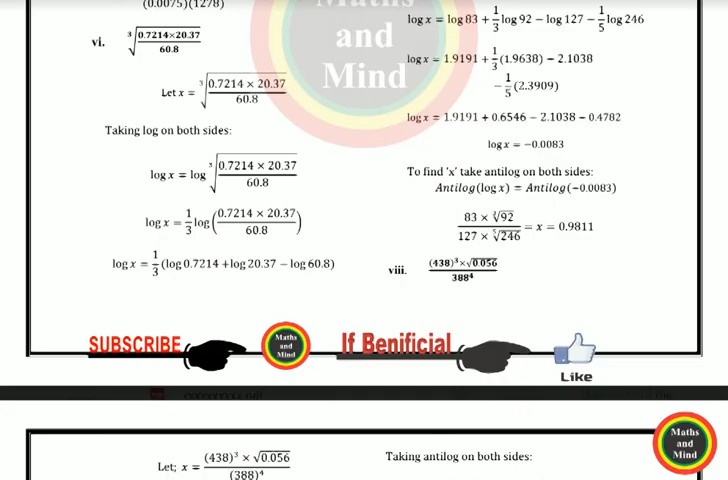 (0.0075)(1278)
vi. ∛((0.7214×20.37)/60.8)
Let x = ∛((0.7214 × 20.37)/60.8)
Taking log on both sides:
log x = log ∛((0.7214 × 20.37)/60.8)
log x = 1/3 log((0.7214 × 20.37)/60.8)
log x = 1/3 (log 0.7214 + log 20.37 − log 60.8)
log x = log 83 + 1/3 log 92 − log 127 − 1/5 log 246
log x = 1.9191 + 1/3 (1.9638) − 2.1038
− 1/5 (2.3909)
log x = 1.9191 + 0.6546 − 2.1038 − 0.4782
log x = −0.0083
To find 'x' take antilog on both sides:
Antilog(log x) = Antilog(−0.0083)
(83 × ∛92)/(127 × ⁵√246) = x = 0.9811
viii. ((438)³×√0.056)/388⁴
Maths
and
Mind
SUBSCRIBE
Maths
and
Mind
If Benificial
Like
Let; x = ((438)³ × √0.056)/(388)⁴
Taking antilog on both sides:
Maths
and
Mind